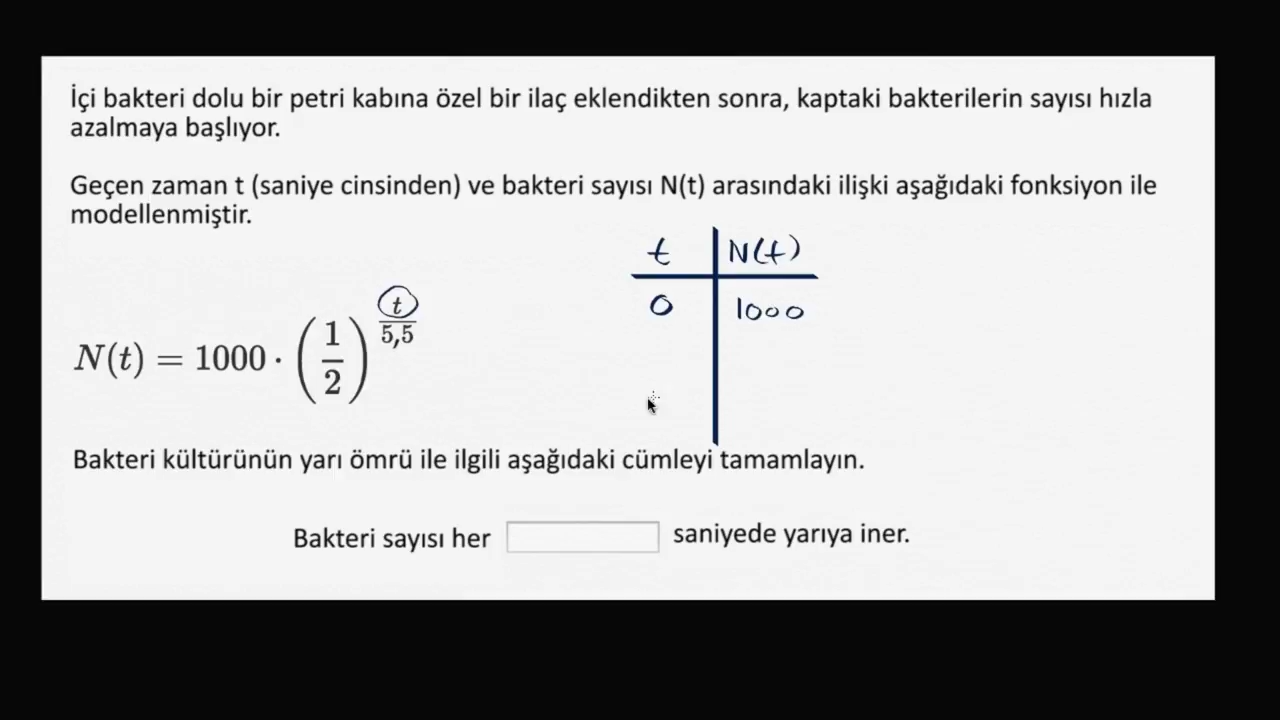 İçi bakteri dolu bir petri kabına özel bir ilaç eklendikten sonra, kaptaki bakterilerin sayısı hızla
azalmaya başlıyor.
Geçen zaman t (saniye cinsinden) ve bakteri sayısı N(t) arasındaki ilişki aşağıdaki fonksiyon ile
modellenmiştir.
t N(t)
0 1000
N(t) = 1000 · (1/2)^(t/5,5)
Bakteri kültürünün yarı ömrü ile ilgili aşağıdaki cümleyi tamamlayın.
Bakteri sayısı her saniyede yarıya iner.